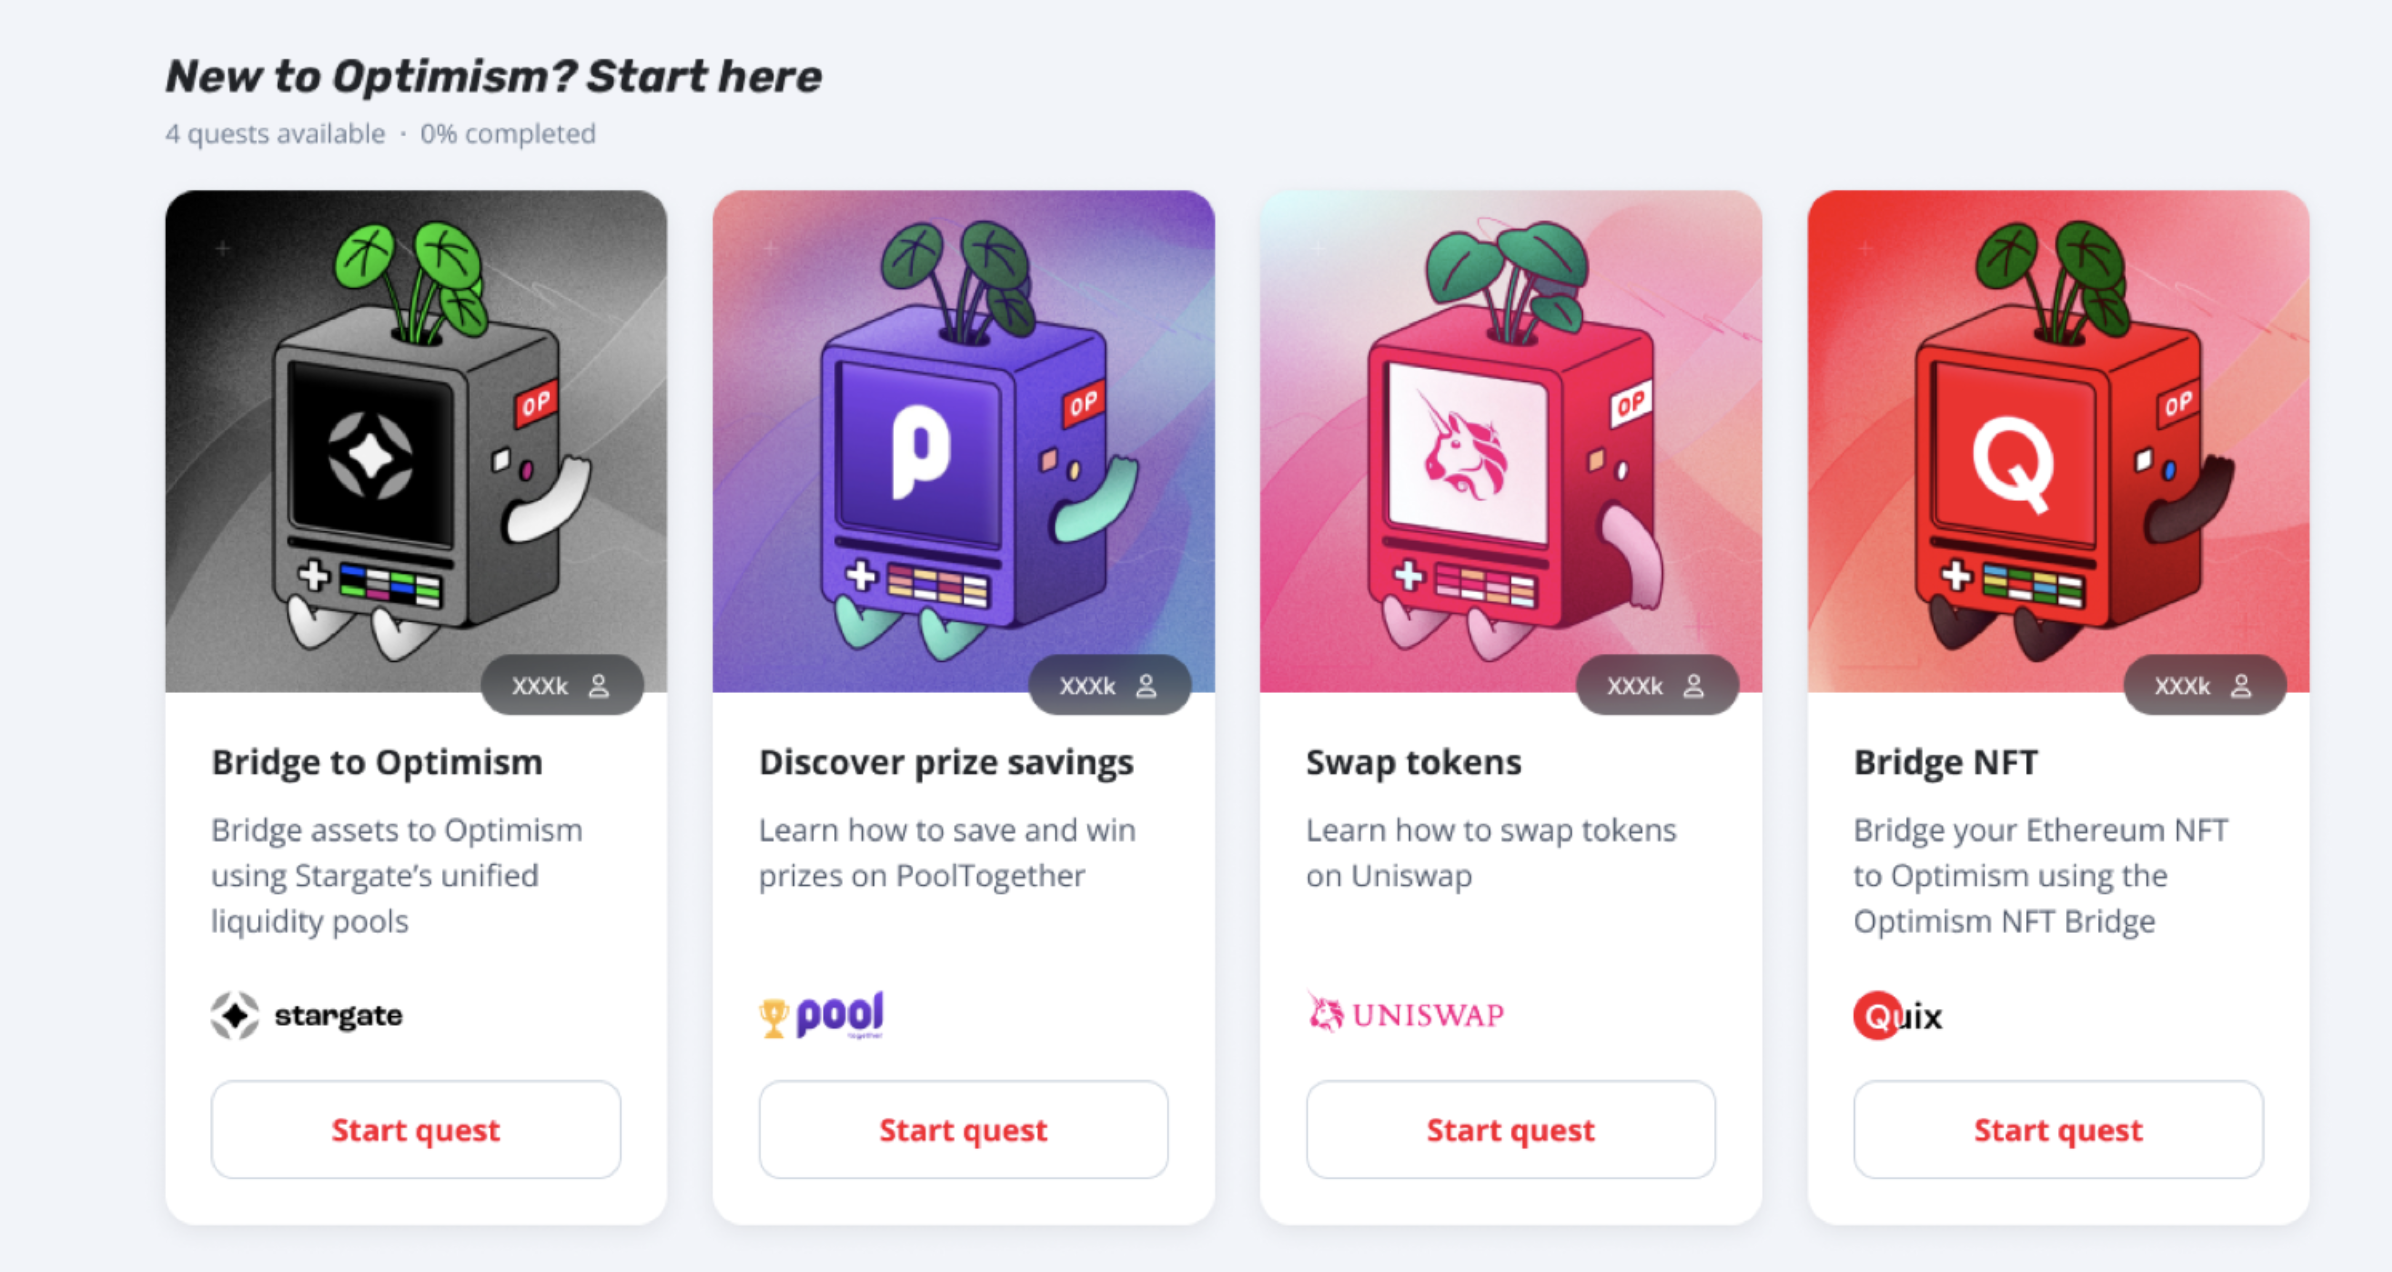 New to Optimism? Start here
4 quests available · 0% completed
OP
p
OP
OP
Q
OP
XXXk
XXXk
XXXk
XXXk
Bridge to Optimism
Bridge assets to Optimism
using Stargate’s unified
liquidity pools
stargate
Start quest
Discover prize savings
Learn how to save and win
prizes on PoolTogether
pool
together
Start quest
Swap tokens
Learn how to swap tokens
on Uniswap
UNISWAP
Start quest
Bridge NFT
Bridge your Ethereum NFT
to Optimism using the
Optimism NFT Bridge
Quix
Start quest